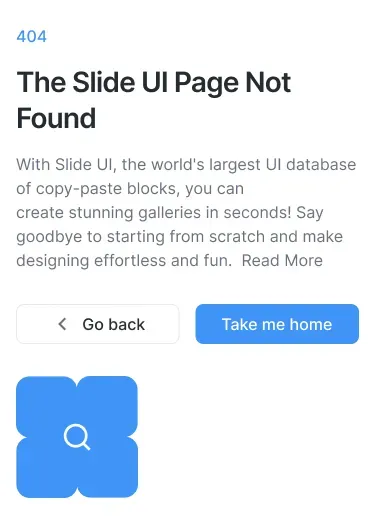 404
The Slide UI Page Not
Found
With Slide UI, the world's largest UI database
of copy-paste blocks, you can
create stunning galleries in seconds! Say
goodbye to starting from scratch and make
designing effortless and fun.  Read More
Go back
Take me home